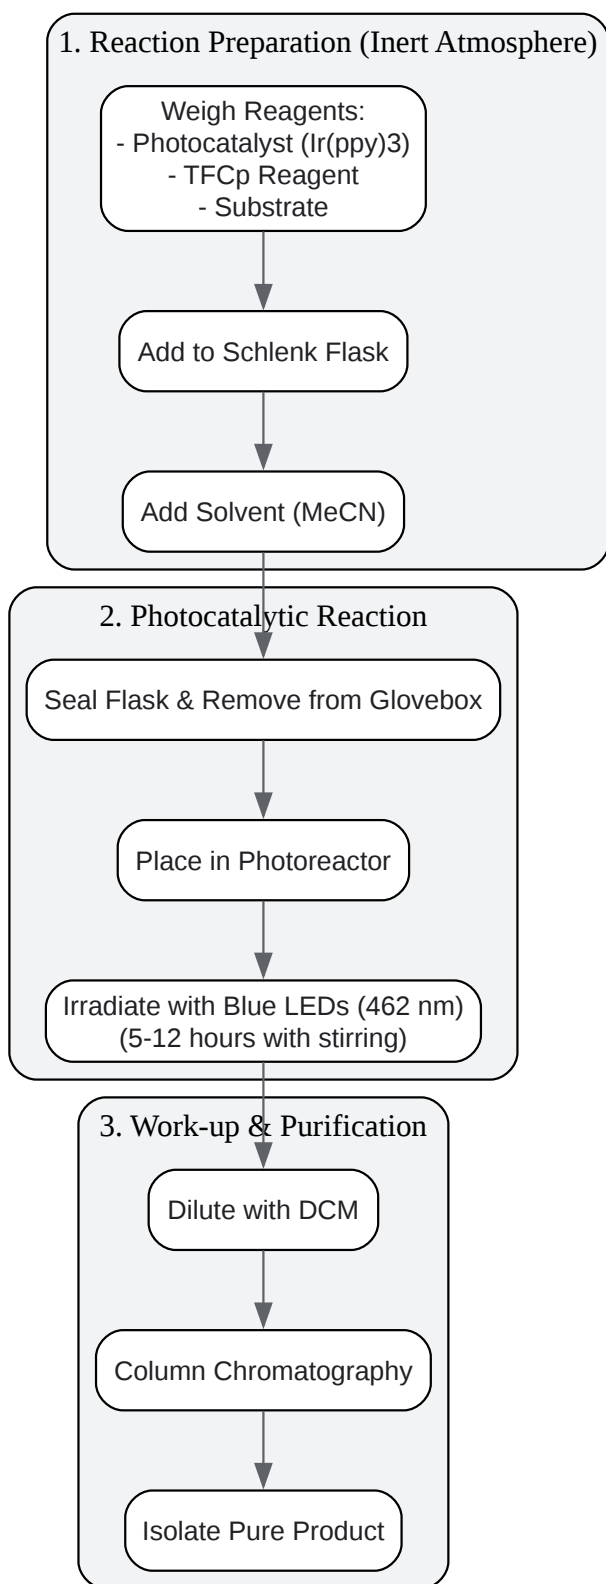 1. Reaction Preparation (Inert Atmosphere)
Weigh Reagents:
- Photocatalyst (Ir(ppy)3)
- TFCp Reagent
- Substrate
Add to Schlenk Flask
Add Solvent (MeCN)
2. Photocatalytic Reaction
Seal Flask & Remove from Glovebox
Place in Photoreactor
Irradiate with Blue LEDs (462 nm)
(5-12 hours with stirring)
3. Work-up & Purification
Dilute with DCM
Column Chromatography
Isolate Pure Product